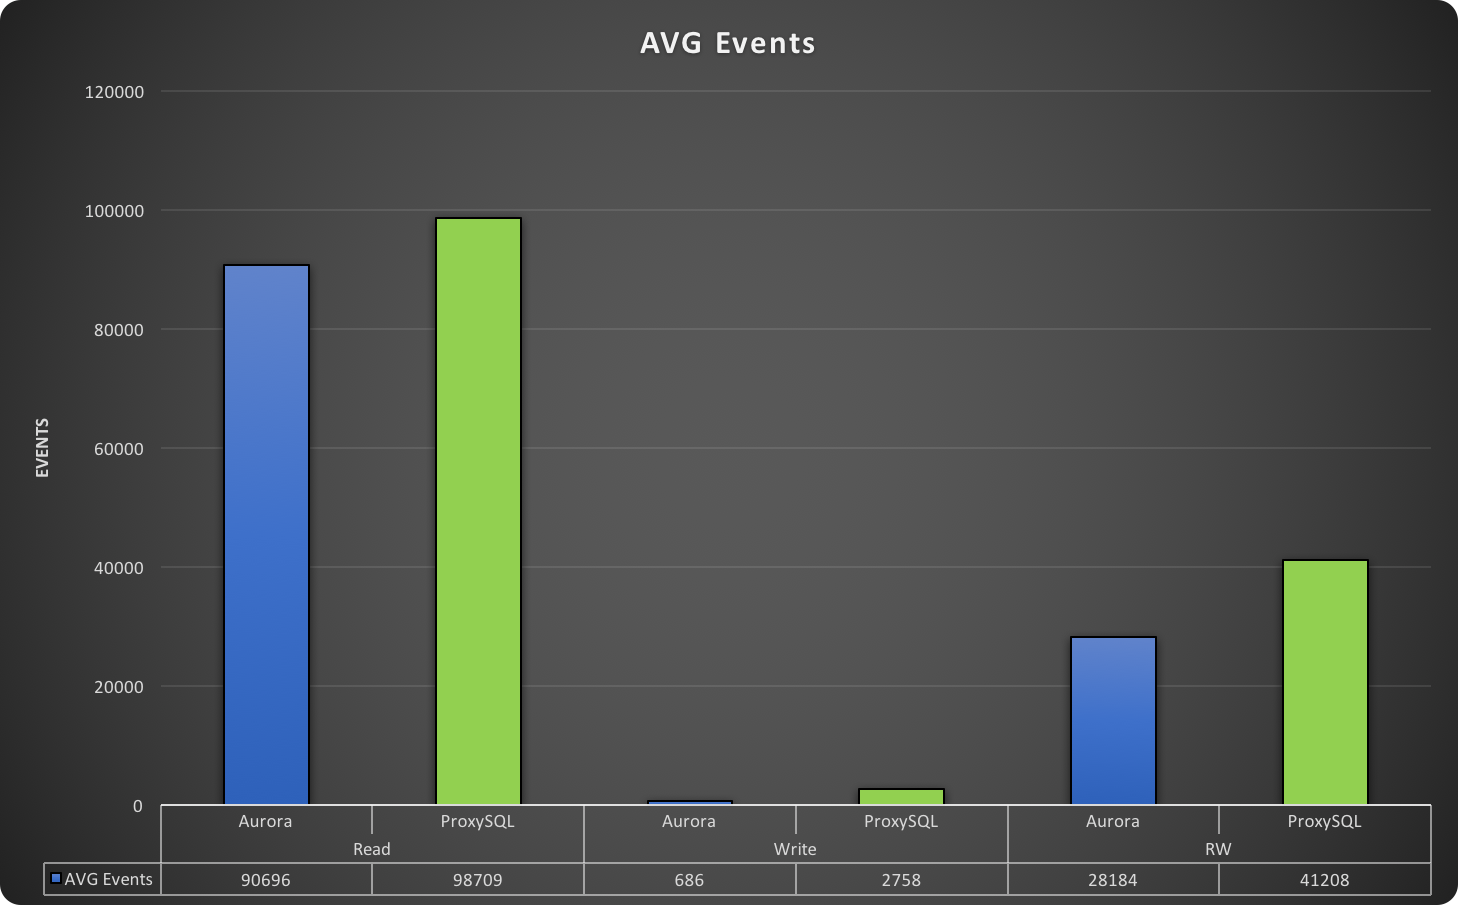 AVG Events
120000
100000
80000
60000
40000
20000
0
EVENTS
Aurora ProxySQL Aurora ProxySQL Aurora ProxySQL
Read Write RW
AVG Events 90696 98709 686 2758 28184 41208